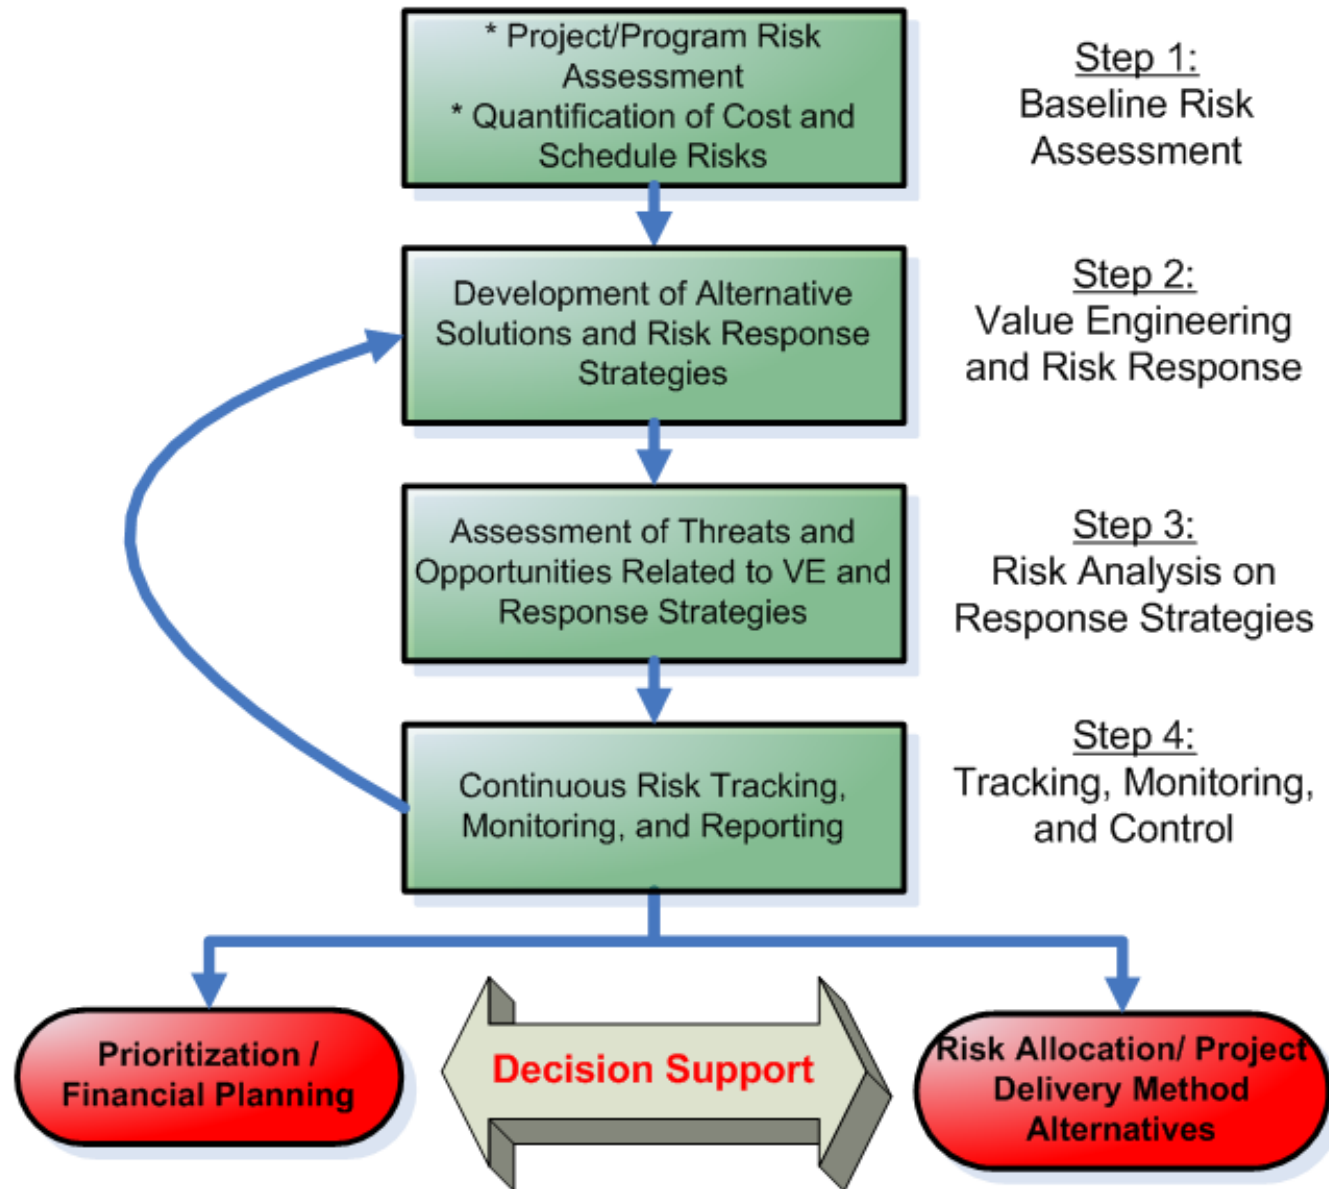 * Project/Program Risk
Assessment
* Quantification of Cost and
Schedule Risks
Step 1:
Baseline Risk
Assessment
Development of Alternative
Solutions and Risk Response
Strategies
Step 2:
Value Engineering
and Risk Response
Assessment of Threats and
Opportunities Related to VE and
Response Strategies
Step 3:
Risk Analysis on
Response Strategies
Continuous Risk Tracking,
Monitoring, and Reporting
Step 4:
Tracking, Monitoring,
and Control
Prioritization /
Financial Planning
Decision Support
Risk Allocation/ Project
Delivery Method
Alternatives